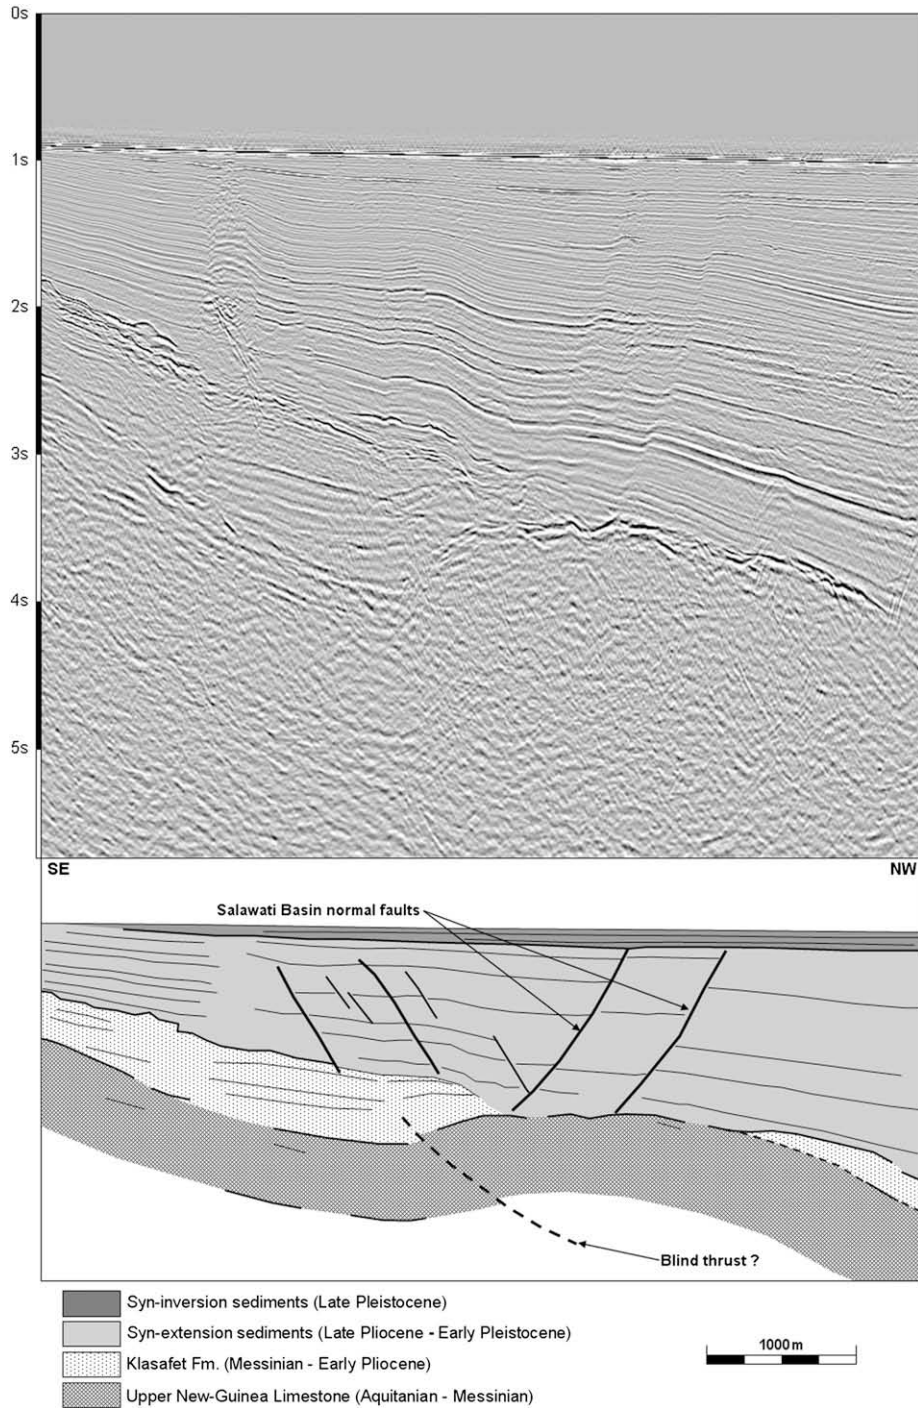 0s
1s
2s
3s
4s
5s
SE
NW
Salawati Basin normal faults
Blind thrust ?
Syn-inversion sediments (Late Pleistocene)
Syn-extension sediments (Late Pliocene - Early Pleistocene)
1000 m
Klasafet Fm. (Messinian - Early Pliocene)
Upper New-Guinea Limestone (Aquitanian - Messinian)